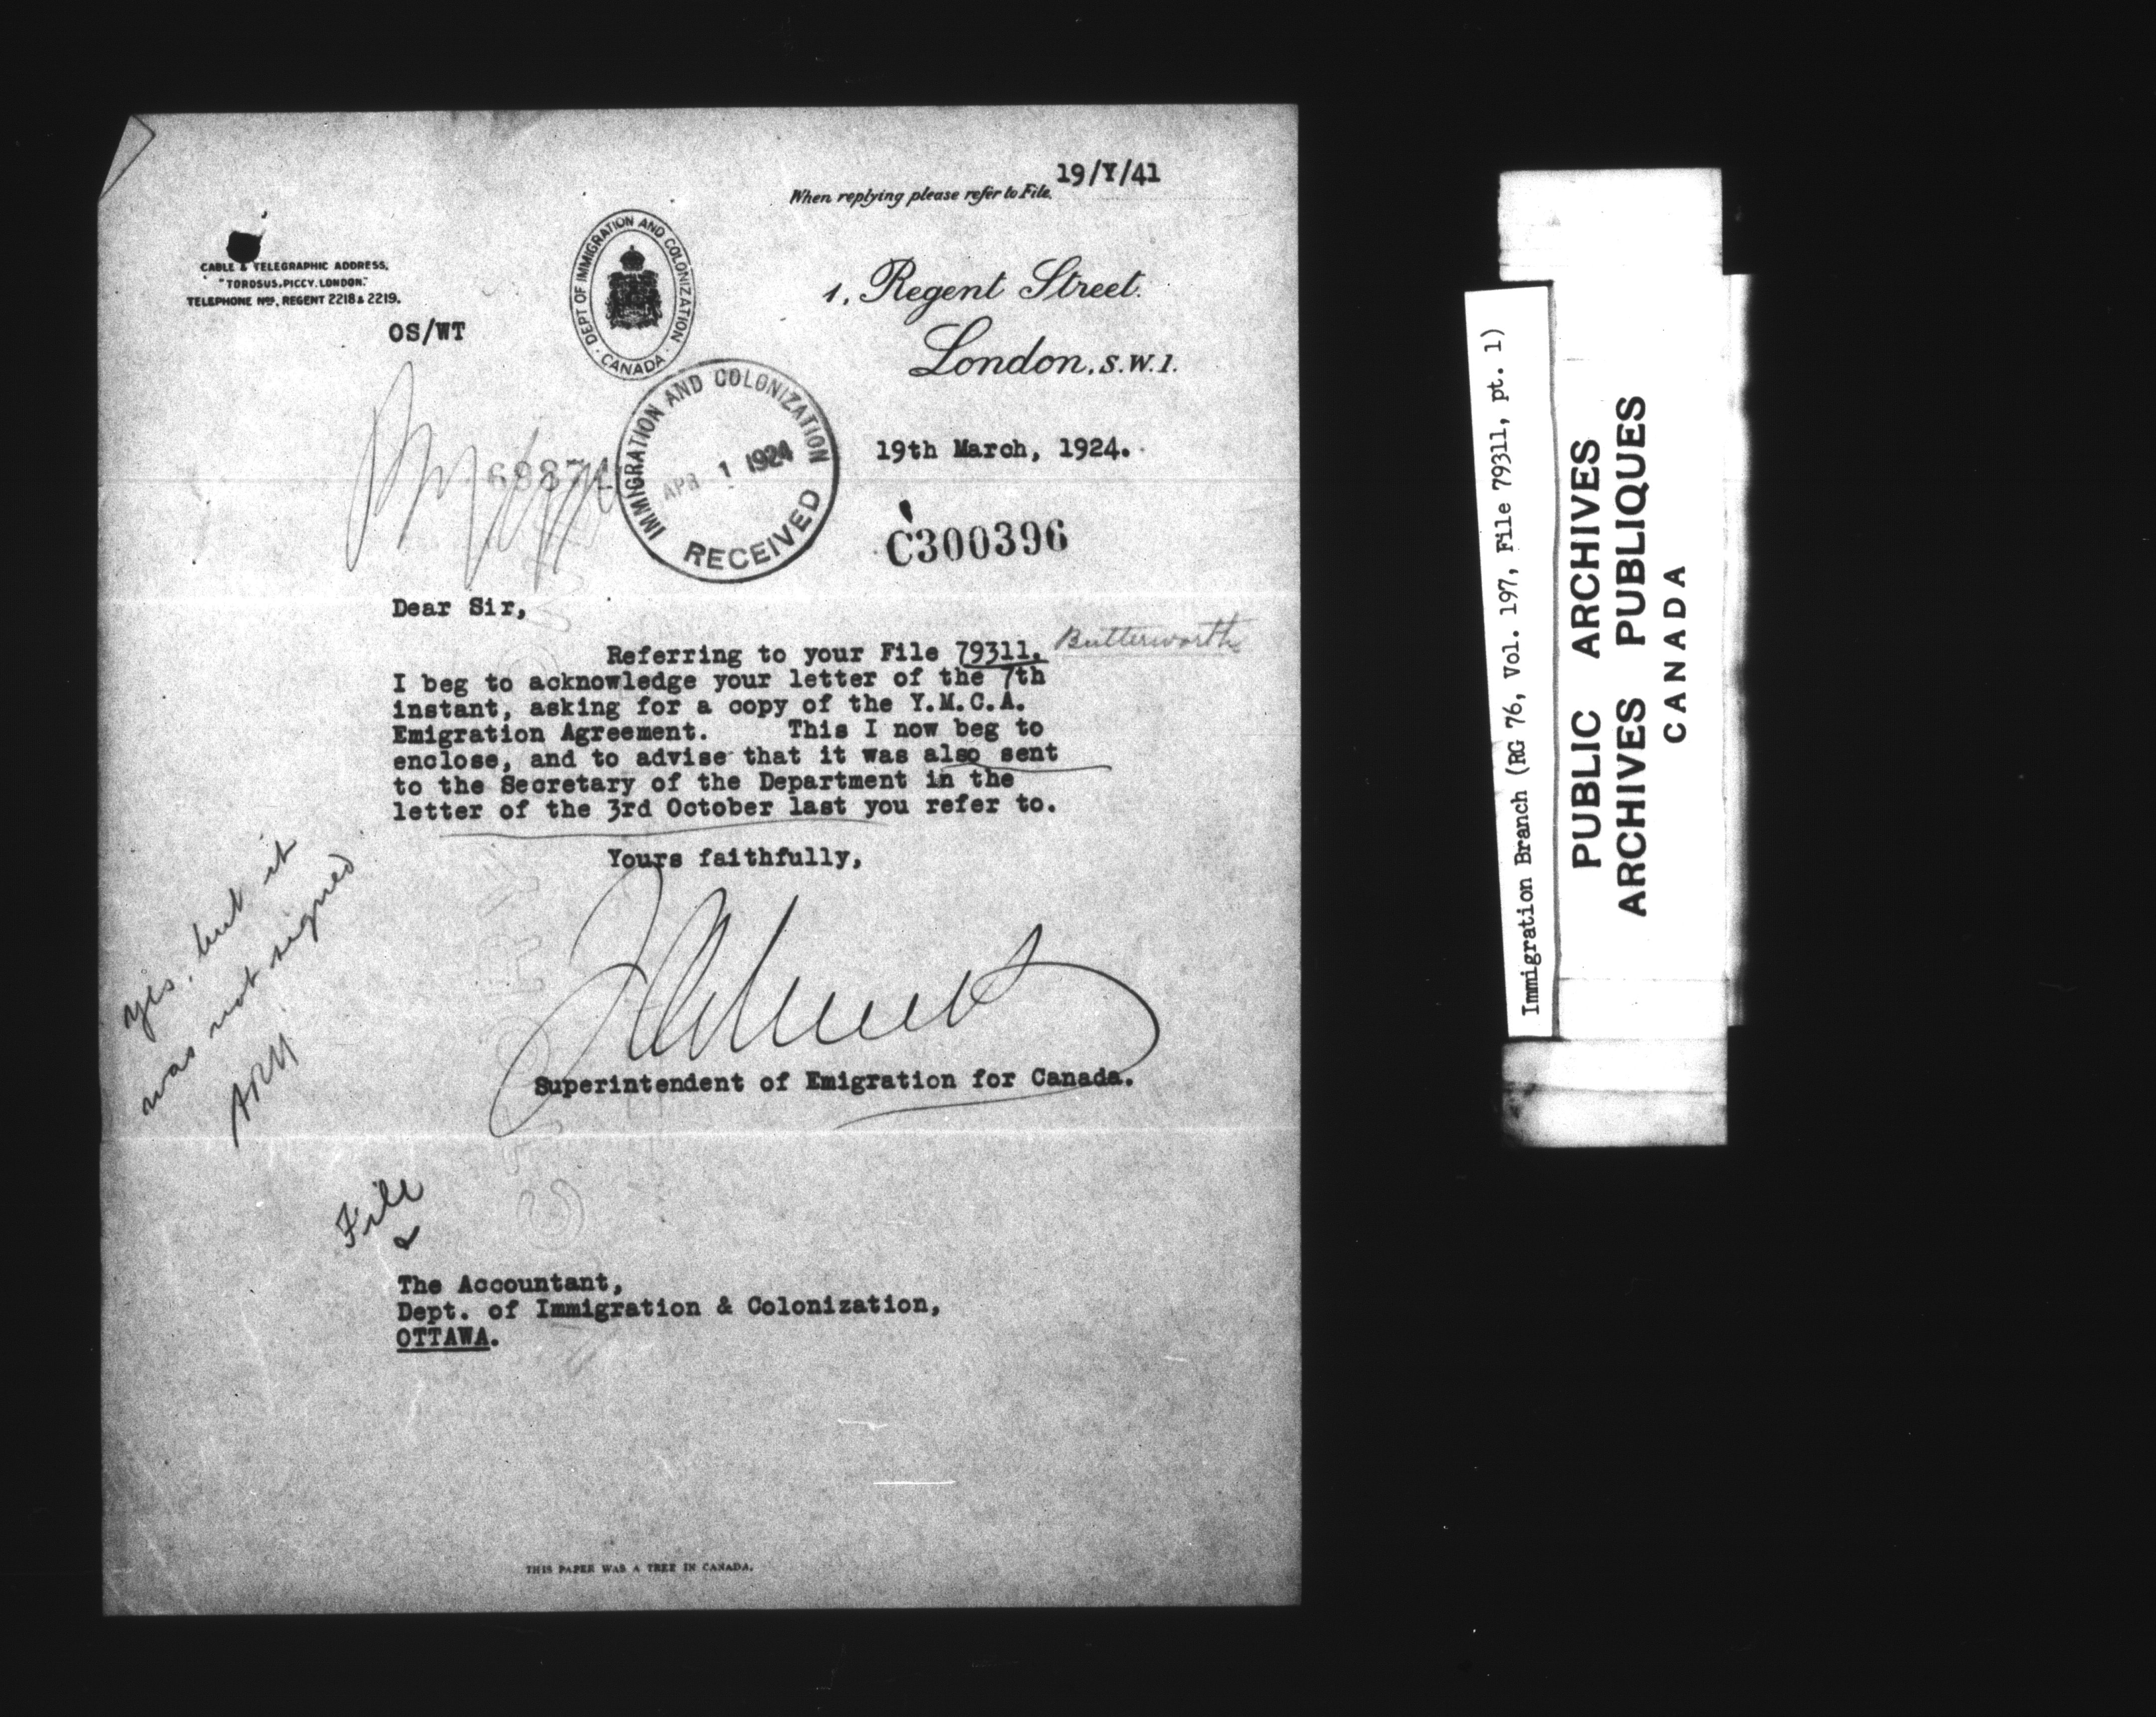 19/Y/41
When replying please refer to File.
CABLE & TELEGRAPHIC ADDRESS,
"TOROSUS, PICCY. LONDON."
TELEPHONE Nos. REGENT 2218 & 2219.
OS/WT
DEPT OF IMMIGRATION AND COLONIZATION
· CANADA ·
1, Regent Street.
London, S.W.1.
IMMIGRATION AND COLONIZATION
APR 1 1924
RECEIVED
69874
19th March, 1924.
C300396
Dear Sir,
Referring to your File 79311. Butterworth
I beg to acknowledge your letter of the 7th
instant, asking for a copy of the Y.M.C.A.
Emigration Agreement. This I now beg to
enclose, and to advise that it was also sent
to the Secretary of the Department in the
letter of the 3rd October last you refer to.
Yours faithfully,
yes, but it
was not signed
Superintendent of Emigration for Canada.
File
The Accountant,
Dept. of Immigration & Colonization,
OTTAWA.
THIS PAPER WAS A TREE IN CANADA.
Immigration Branch (RG 76, Vol. 197, File 79311, pt. 1)
PUBLIC ARCHIVES
ARCHIVES PUBLIQUES
CANADA